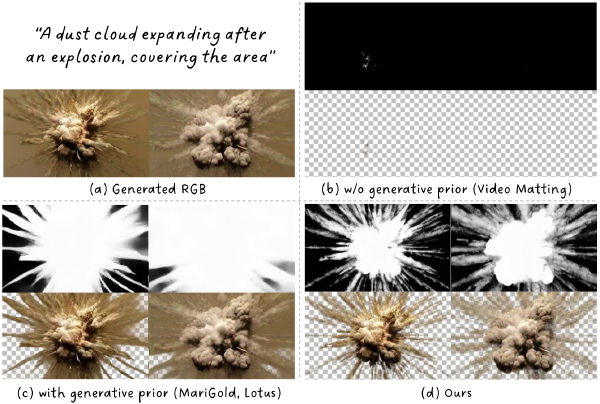 “A dust cloud expanding after
an explosion, covering the area”
(a) Generated RGB
(b) w/o generative prior (Video Matting)
(c) with generative prior (MariGold, Lotus)
(d) Ours